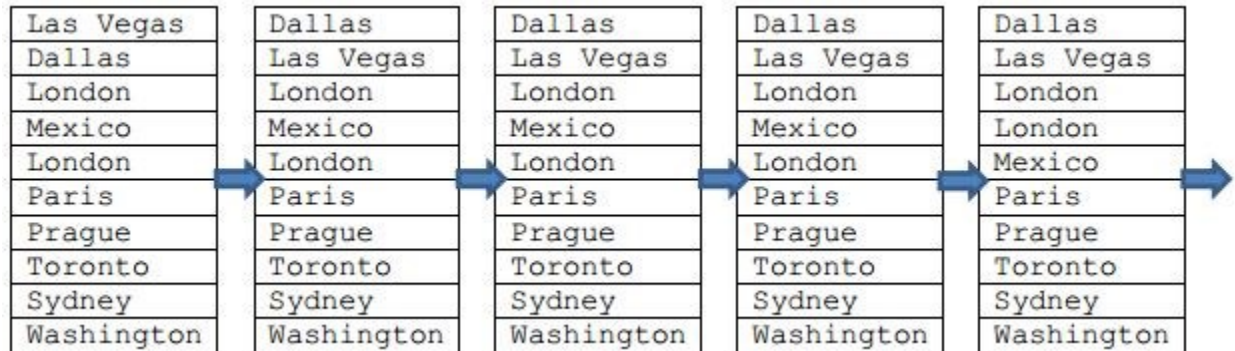 Las Vegas
Dallas
London
Mexico
London
Paris
Prague
Toronto
Sydney
Washington
Dallas
Las Vegas
London
Mexico
London
Paris
Prague
Toronto
Sydney
Washington
Dallas
Las Vegas
London
Mexico
London
Paris
Prague
Toronto
Sydney
Washington
Dallas
Las Vegas
London
Mexico
London
Paris
Prague
Toronto
Sydney
Washington
Dallas
Las Vegas
London
London
Mexico
Paris
Prague
Toronto
Sydney
Washington